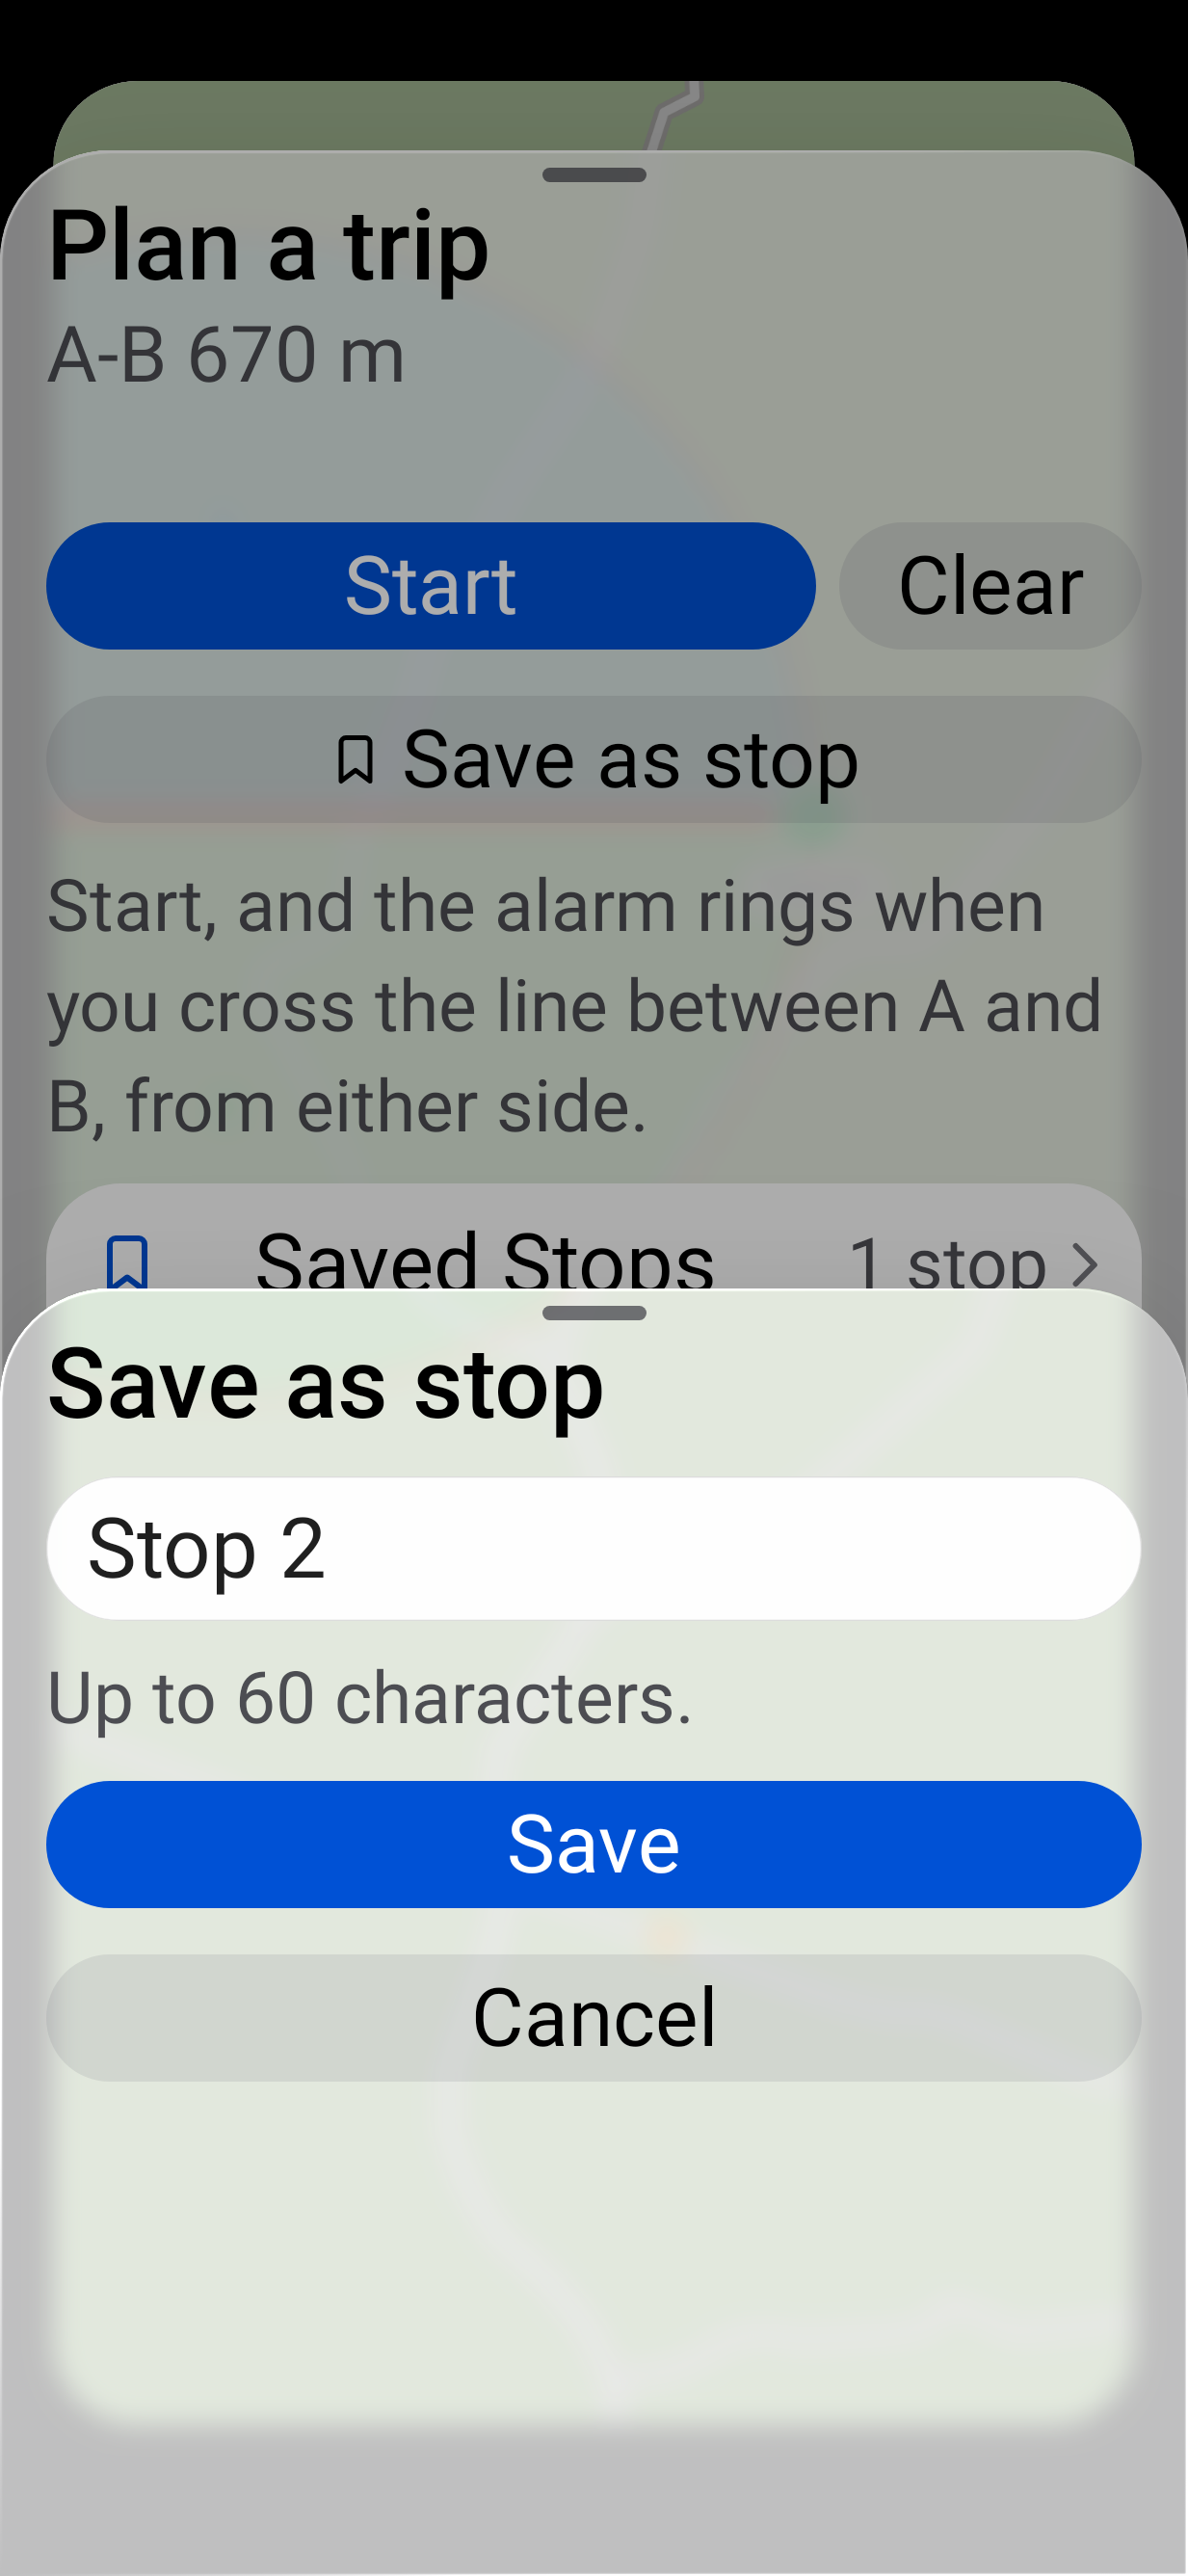 Plan a trip
A-B 670 m
Start
Clear
Save as stop
Start, and the alarm rings when
you cross the line between A and
B, from either side.
Saved Stops
1 stop
Save as stop
Stop 2
Up to 60 characters.
Save
Cancel